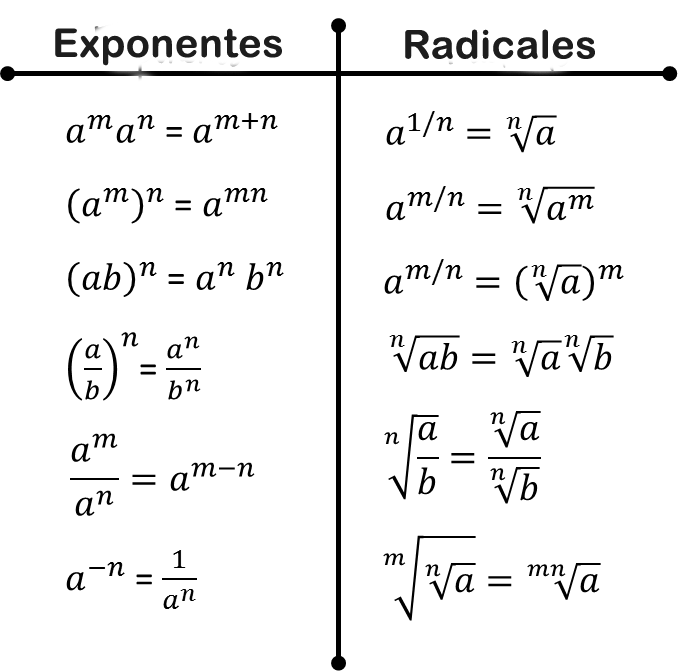 Exponentes
a^m a^n = a^{m+n}
(a^m)^n = a^{mn}
(ab)^n = a^n b^n
(a/b)^n = a^n/b^n
a^m/a^n = a^{m−n}
a^{−n} = 1/a^n
Radicales
a^{1/n} = ⁿ√a
a^{m/n} = ⁿ√(a^m)
a^{m/n} = (ⁿ√a)^m
ⁿ√(ab) = ⁿ√a ⁿ√b
ⁿ√(a/b) = ⁿ√a/ⁿ√b
ᵐ√(ⁿ√a) = ᵐⁿ√a